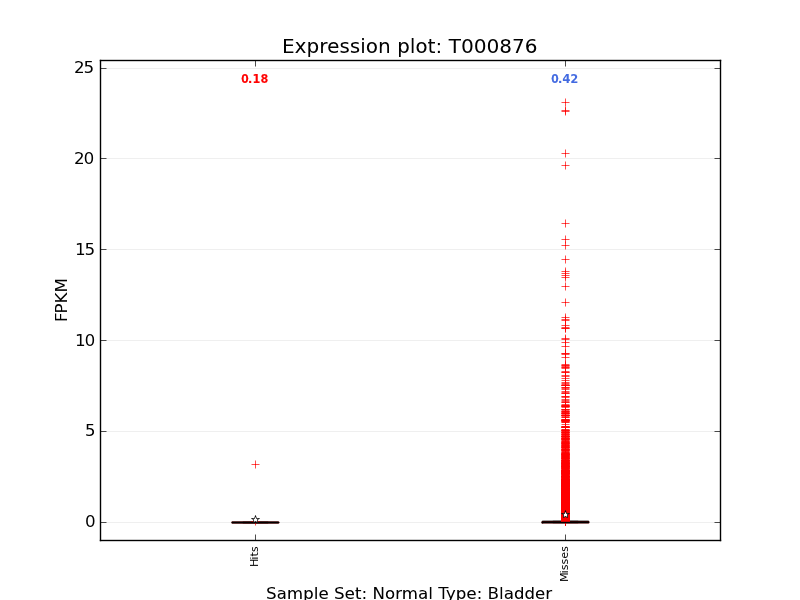 Expression plot: T000876
0.18
0.42
25
20
15
10
5
0
FPKM
Hits
Misses
Sample Set: Normal Type: Bladder